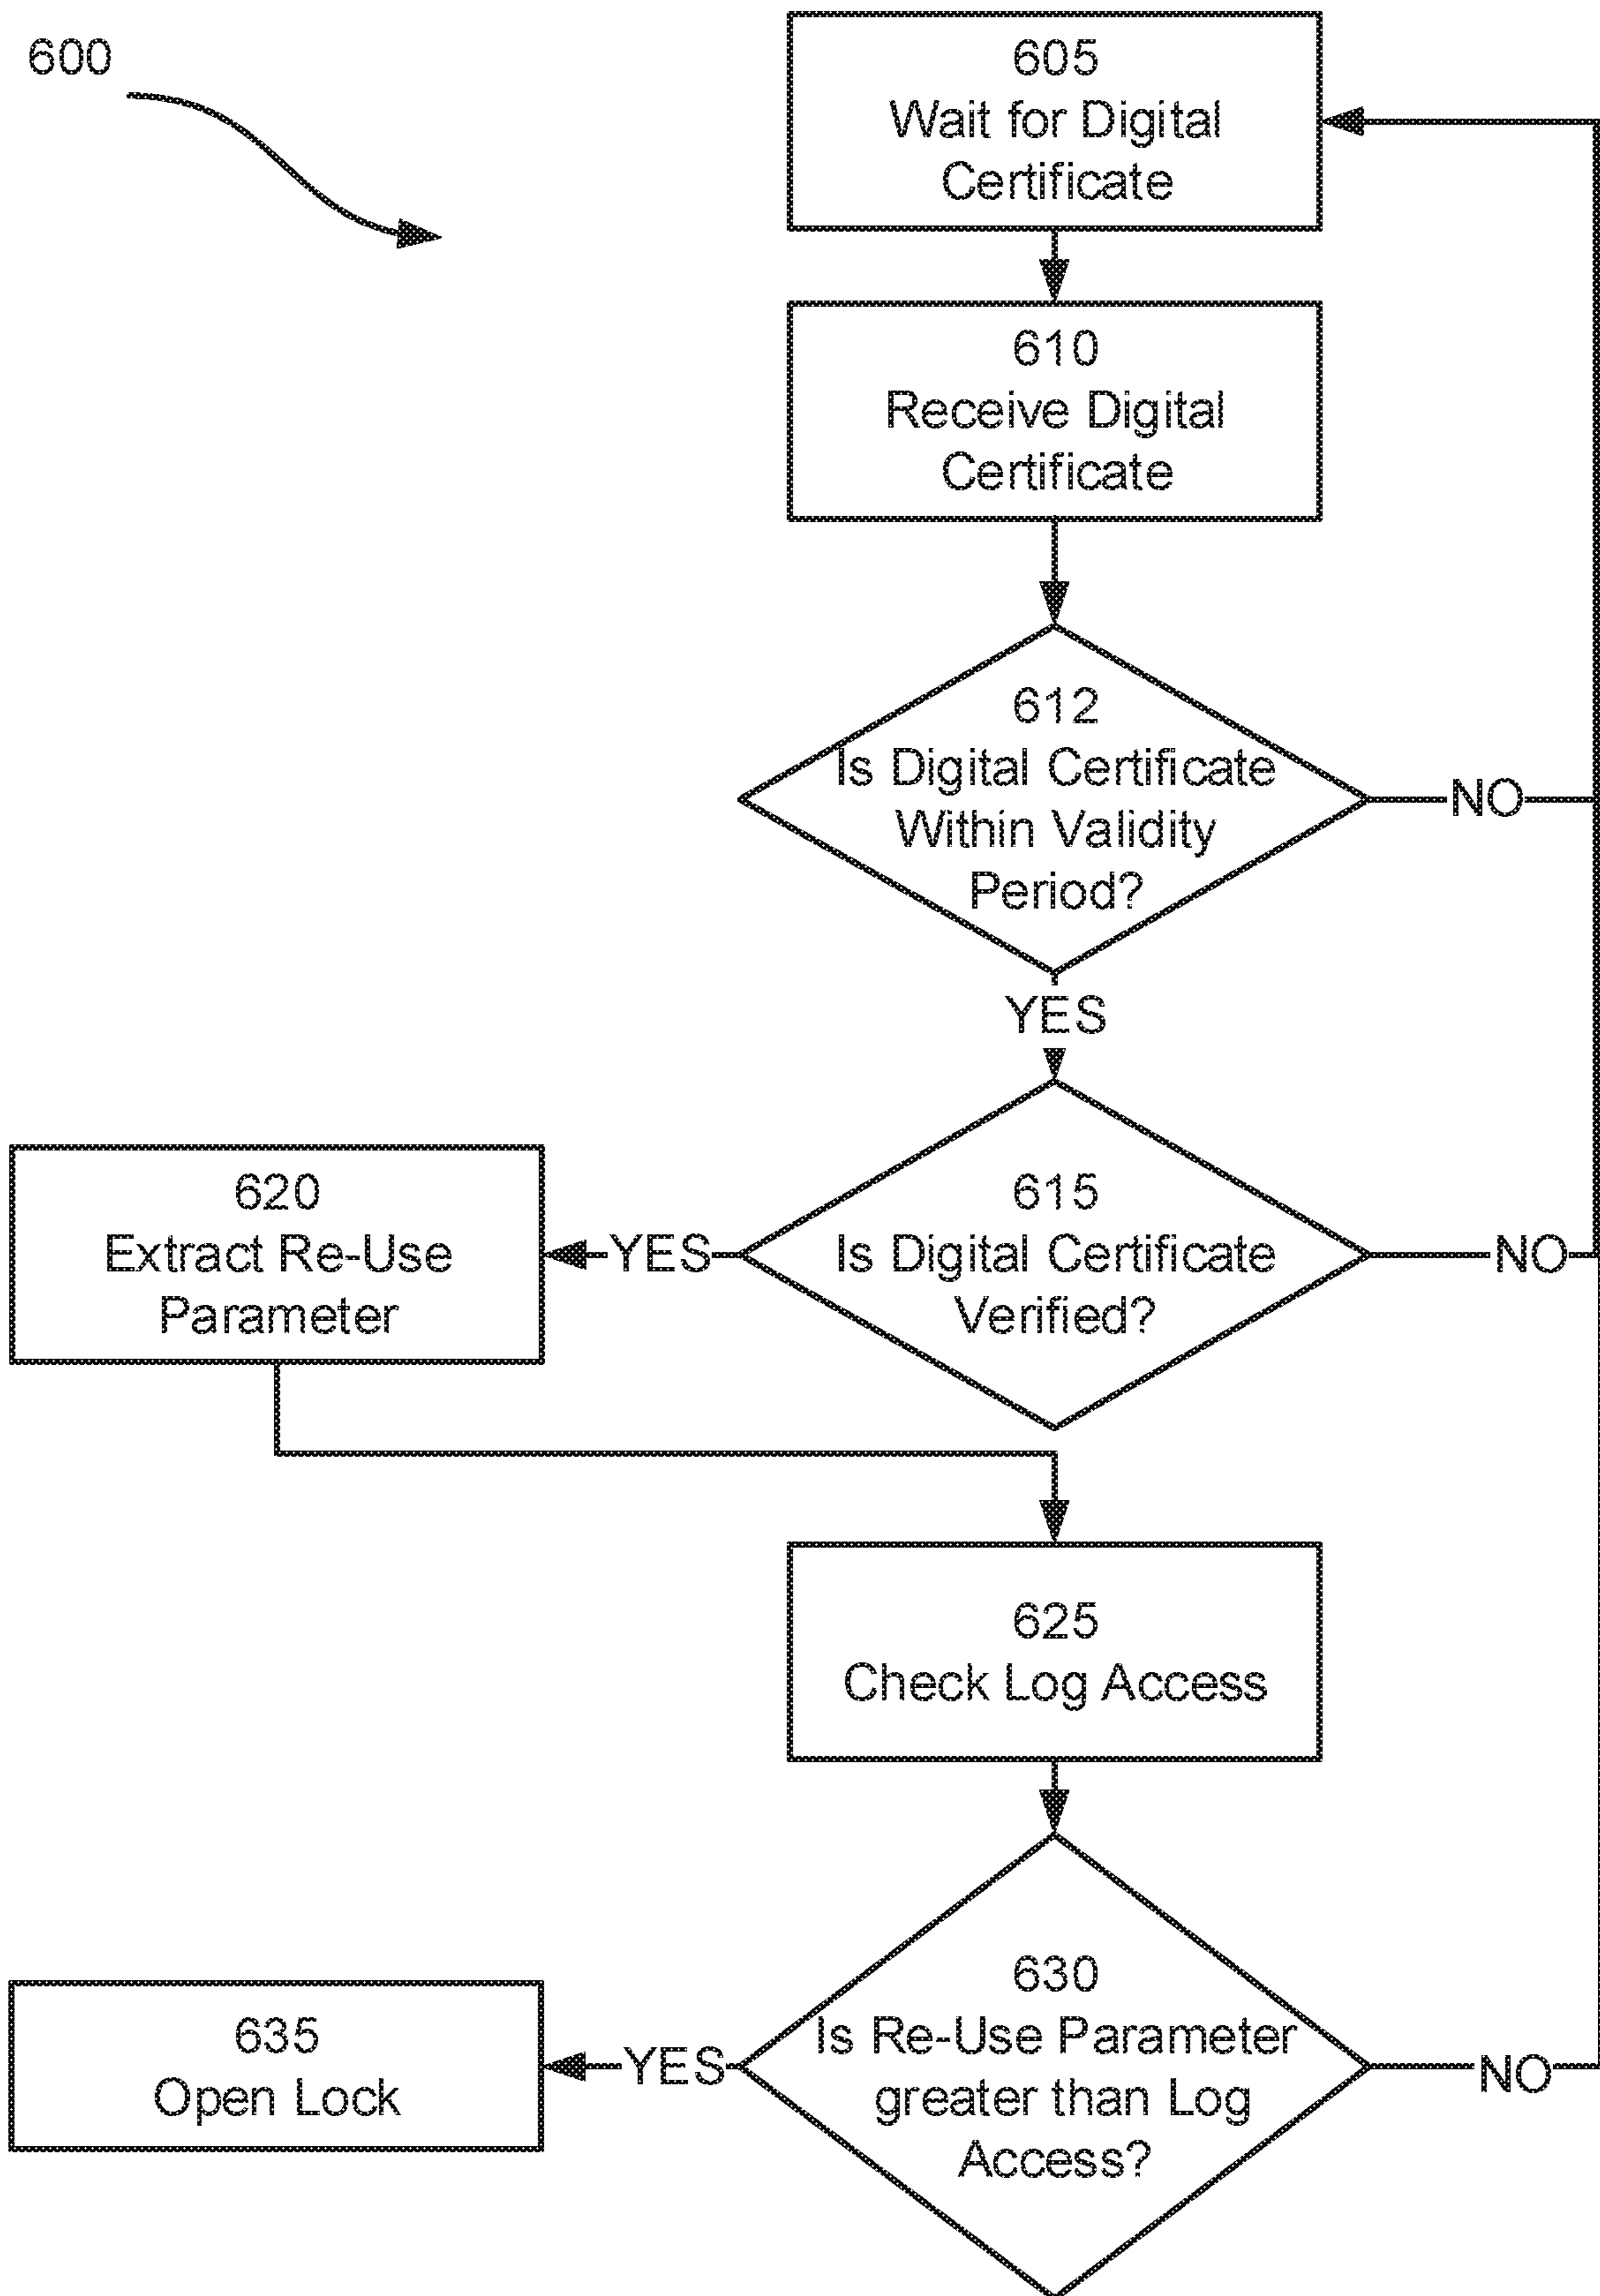 600
605
Wait for Digital
Certificate
610
Receive Digital
Certificate
612
Is Digital Certificate
Within Validity
Period?
NO
YES
615
Is Digital Certificate
Verified?
NO
YES
620
Extract Re-Use
Parameter
625
Check Log Access
630
Is Re-Use Parameter
greater than Log
Access?
NO
YES
635
Open Lock